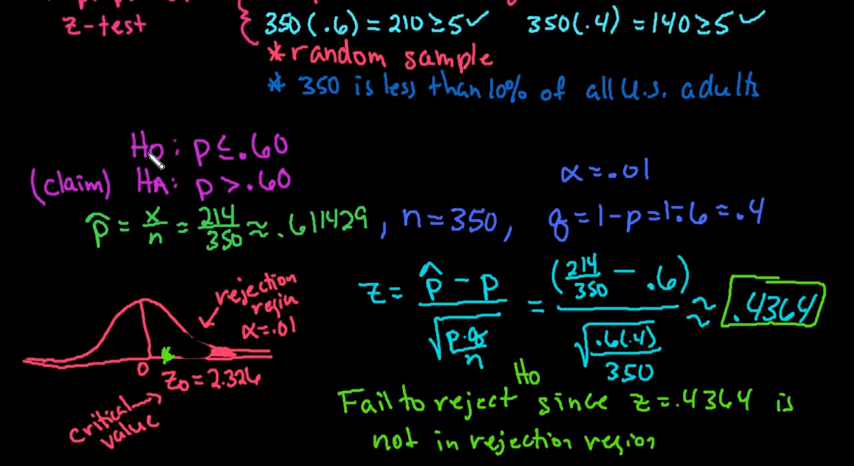 z-test
350(.6) = 210 ≥ 5 ✓ 350(.4) = 140 ≥ 5 ✓
* random sample
* 350 is less than 10% of all U.S. adults
H₀: p ≤ .60
(claim) Hᴀ: p > .60
α = .01
p̂ = x/n = 214/350 ≈ .611429, n = 350, q = 1 - p = 1 - .6 = .4
z = (p̂ - p)/√(p·q/n) = (214/350 - .6)/√(.6(.4)/350) ≈ .4364
rejection
regin
α = .01
0
z₀ = 2.326
critical
value
H₀
Fail to reject since z = .4364 is
not in rejection region